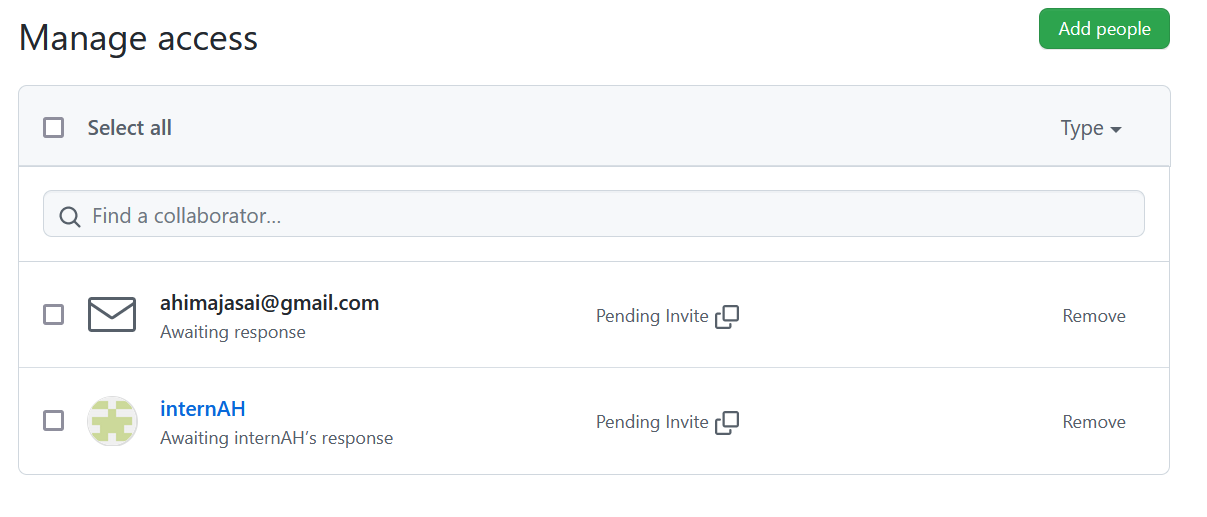 Manage access
Add people
Select all
Type
Find a collaborator...
ahimajasai@gmail.com
Awaiting response
Pending Invite
Remove
internAH
Awaiting internAH's response
Pending Invite
Remove